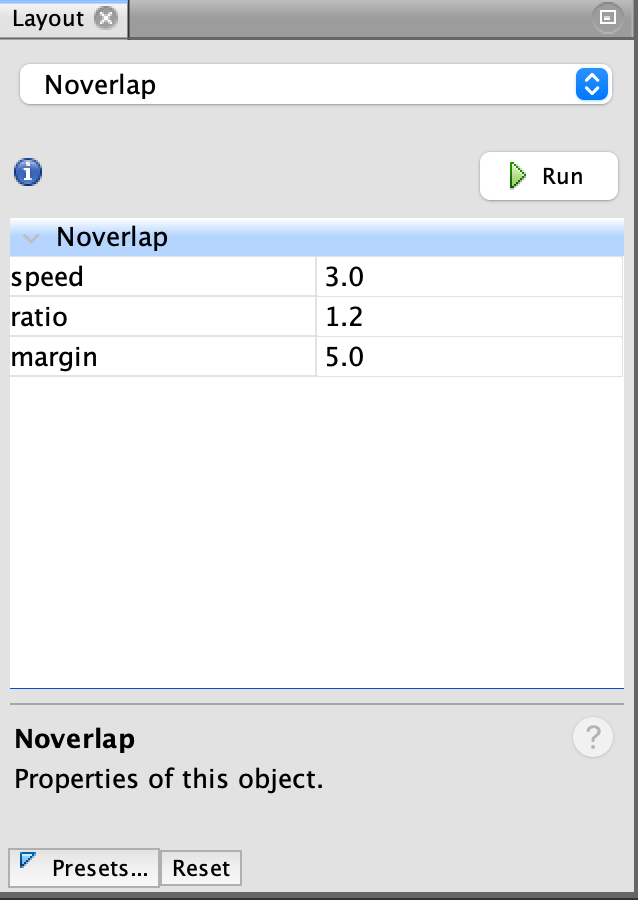 Layout
Noverlap
Run
Noverlap
speed 3.0
ratio 1.2
margin 5.0
Noverlap
?
Properties of this object.
Presets... Reset